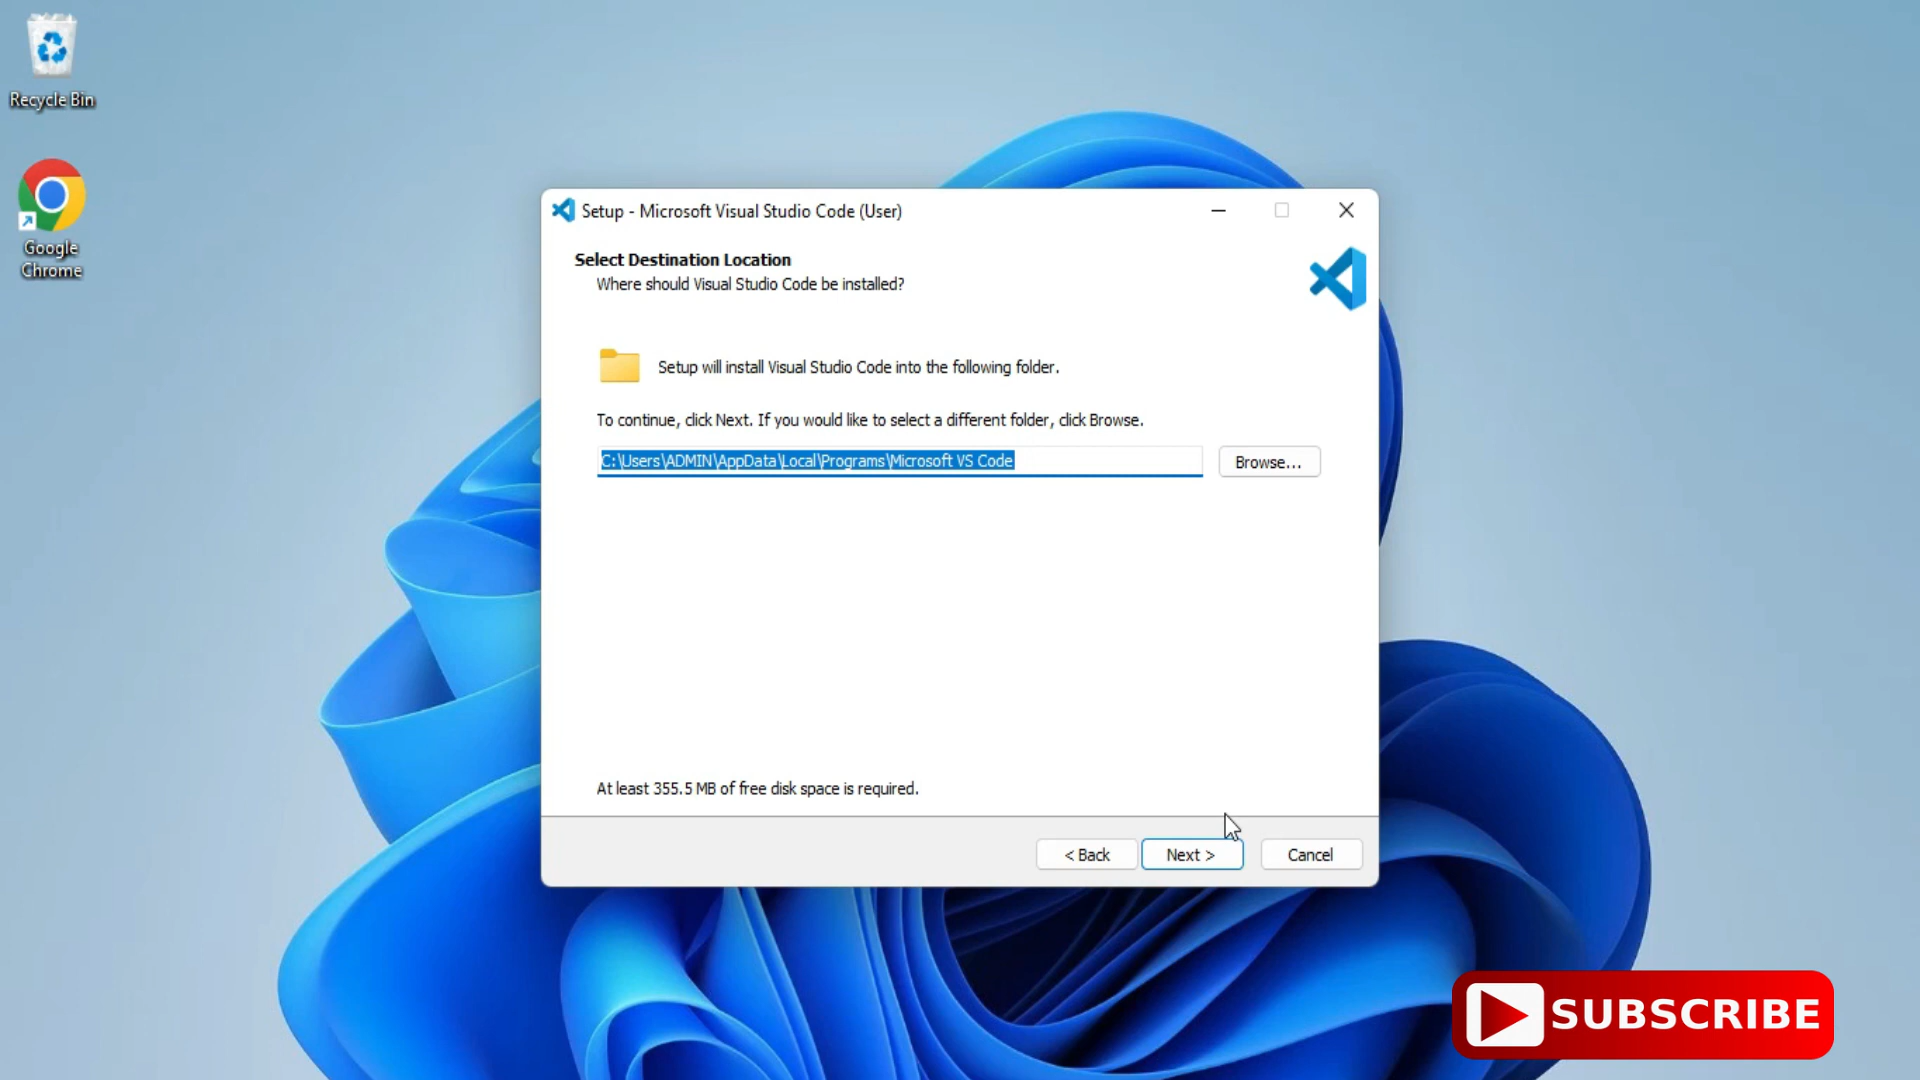 Recycle Bin
Google
Chrome
Setup - Microsoft Visual Studio Code (User)
Select Destination Location
Where should Visual Studio Code be installed?
Setup will install Visual Studio Code into the following folder.
To continue, click Next. If you would like to select a different folder, click Browse.
C:\Users\ADMIN\AppData\Local\Programs\Microsoft VS Code
Browse...
At least 355.5 MB of free disk space is required.
< Back
Next >
Cancel
SUBSCRIBE